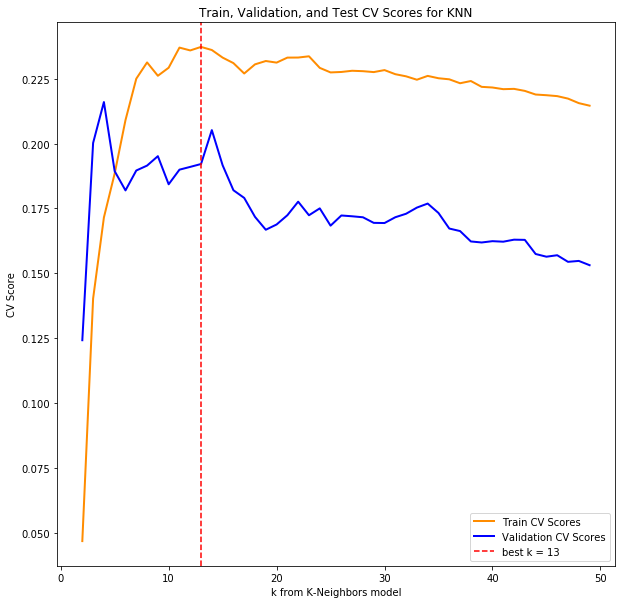 Train, Validation, and Test CV Scores for KNN
CV Score
0.225
0.200
0.175
0.150
0.125
0.100
0.075
0.050
Train CV Scores
Validation CV Scores
best k = 13
0 10 20 30 40 50
k from K-Neighbors model